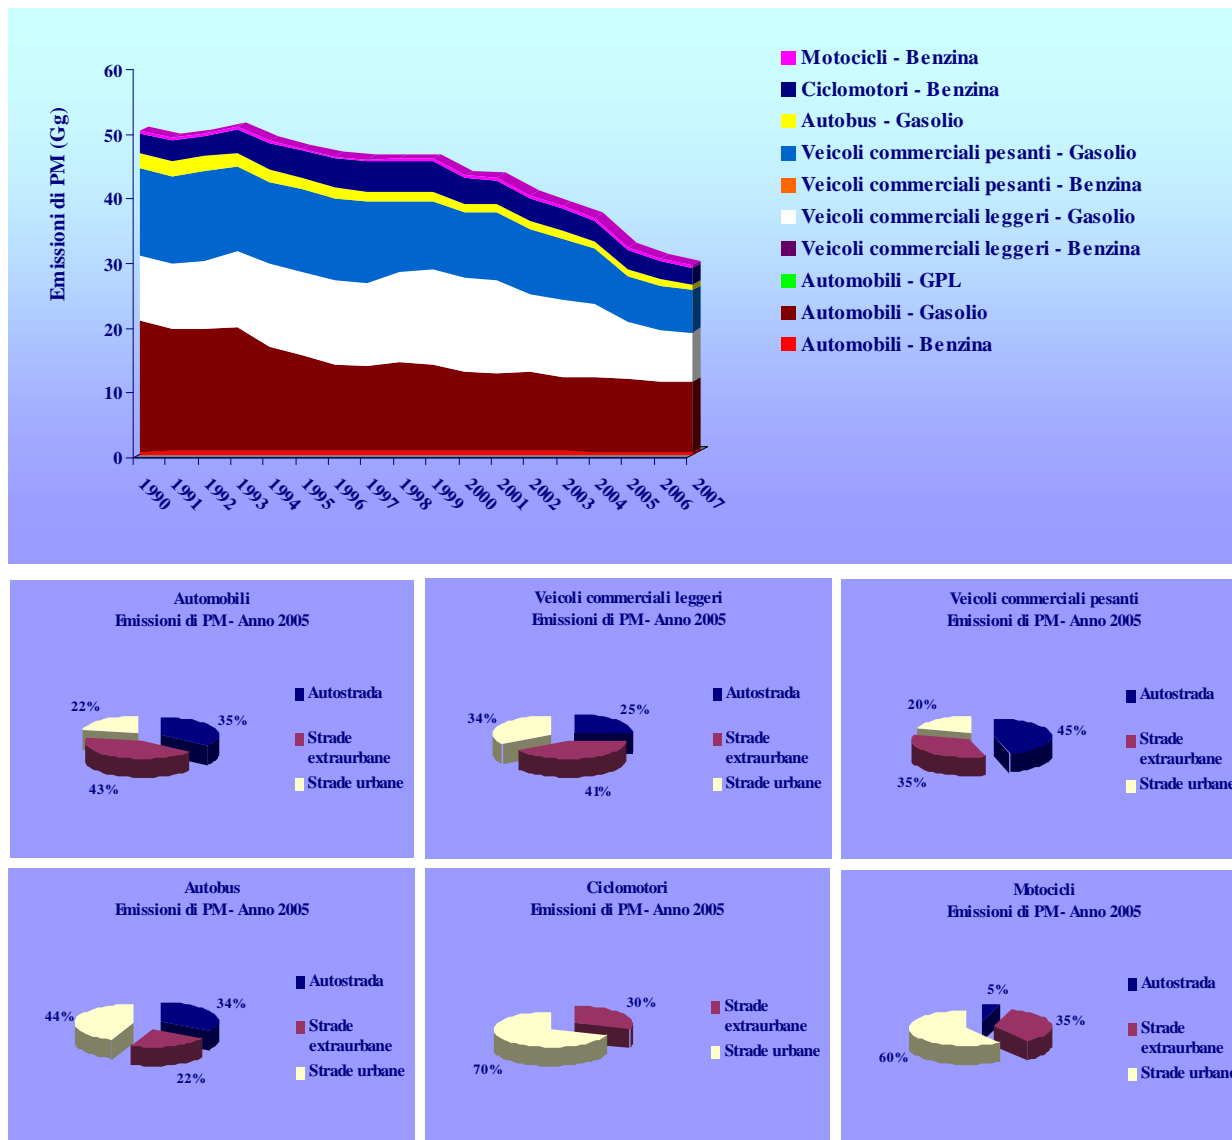 Emissioni di PM (Gg)
60
50
40
30
20
10
0
1990
1991
1992
1993
1994
1995
1996
1997
1998
1999
2000
2001
2002
2003
2004
2005
2006
2007
Motocicli - Benzina
Ciclomotori - Benzina
Autobus - Gasolio
Veicoli commerciali pesanti - Gasolio
Veicoli commerciali pesanti - Benzina
Veicoli commerciali leggeri - Gasolio
Veicoli commerciali leggeri - Benzina
Automobili - GPL
Automobili - Gasolio
Automobili - Benzina
Automobili
Emissioni di PM - Anno 2005
22%
35%
43%
Autostrada
Strade
extraurbane
Strade urbane
Veicoli commerciali leggeri
Emissioni di PM - Anno 2005
34%
25%
41%
Autostrada
Strade
extraurbane
Strade urbane
Veicoli commerciali pesanti
Emissioni di PM - Anno 2005
20%
45%
35%
Autostrada
Strade
extraurbane
Strade urbane
Autobus
Emissioni di PM - Anno 2005
44%
34%
22%
Autostrada
Strade
extraurbane
Strade urbane
Ciclomotori
Emissioni di PM - Anno 2005
30%
70%
Strade
extraurbane
Strade urbane
Motocicli
Emissioni di PM - Anno 2005
5%
35%
60%
Autostrada
Strade
extraurbane
Strade urbane